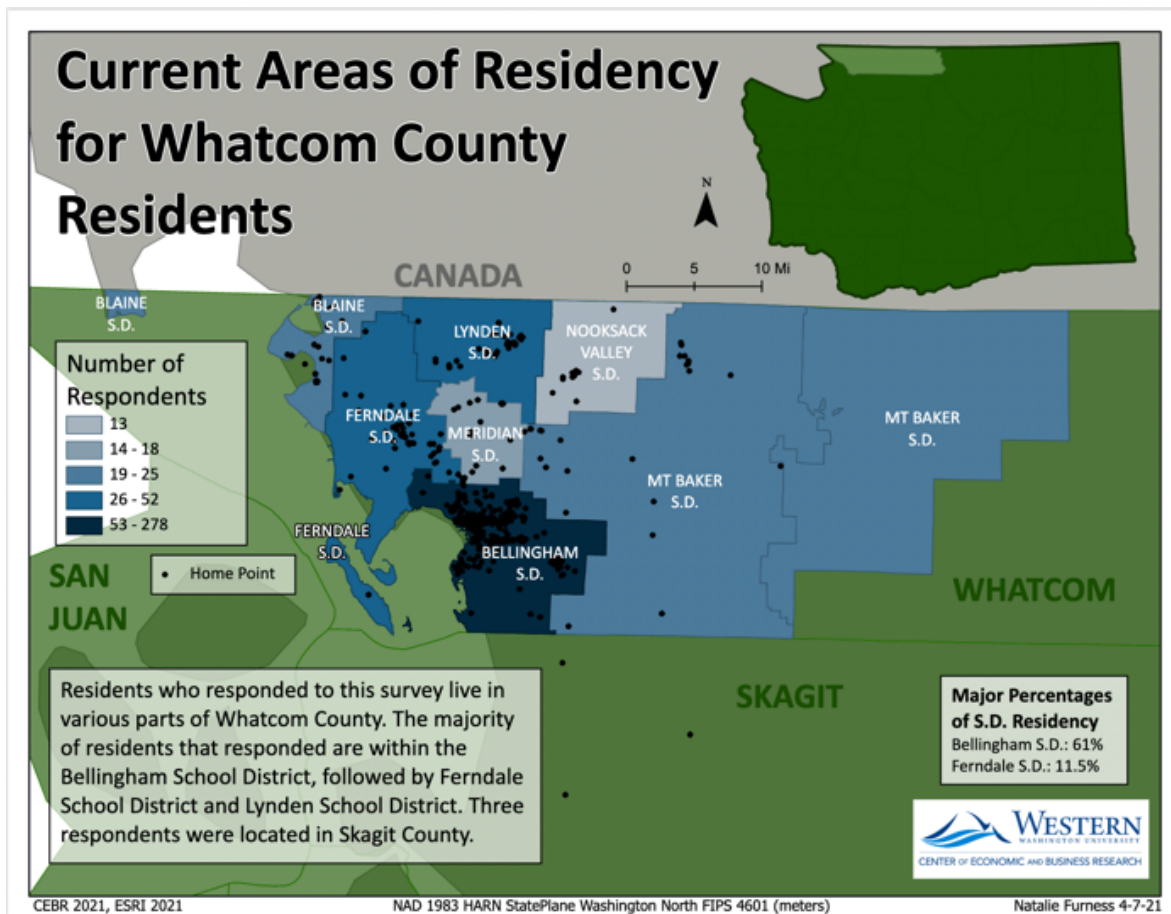 Current Areas of Residency
for Whatcom County
Residents
N
0 5 10 Mi
CANADA
BLAINE
S.D.
BLAINE
S.D.
LYNDEN
S.D.
NOOKSACK
VALLEY
S.D.
Number of
Respondents
13
14 - 18
19 - 25
26 - 52
53 - 278
FERNDALE
S.D.
MERIDIAN
S.D.
MT BAKER
S.D.
MT BAKER
S.D.
FERNDALE
S.D.
BELLINGHAM
S.D.
Home Point
SAN
JUAN
WHATCOM
SKAGIT
Residents who responded to this survey live in
various parts of Whatcom County. The majority
of residents that responded are within the
Bellingham School District, followed by Ferndale
School District and Lynden School District. Three
respondents were located in Skagit County.
Major Percentages
of S.D. Residency
Bellingham S.D.: 61%
Ferndale S.D.: 11.5%
WESTERN
WASHINGTON UNIVERSITY
CENTER OF ECONOMIC AND BUSINESS RESEARCH
CEBR 2021, ESRI 2021
NAD 1983 HARN StatePlane Washington North FIPS 4601 (meters)
Natalie Furness 4-7-21